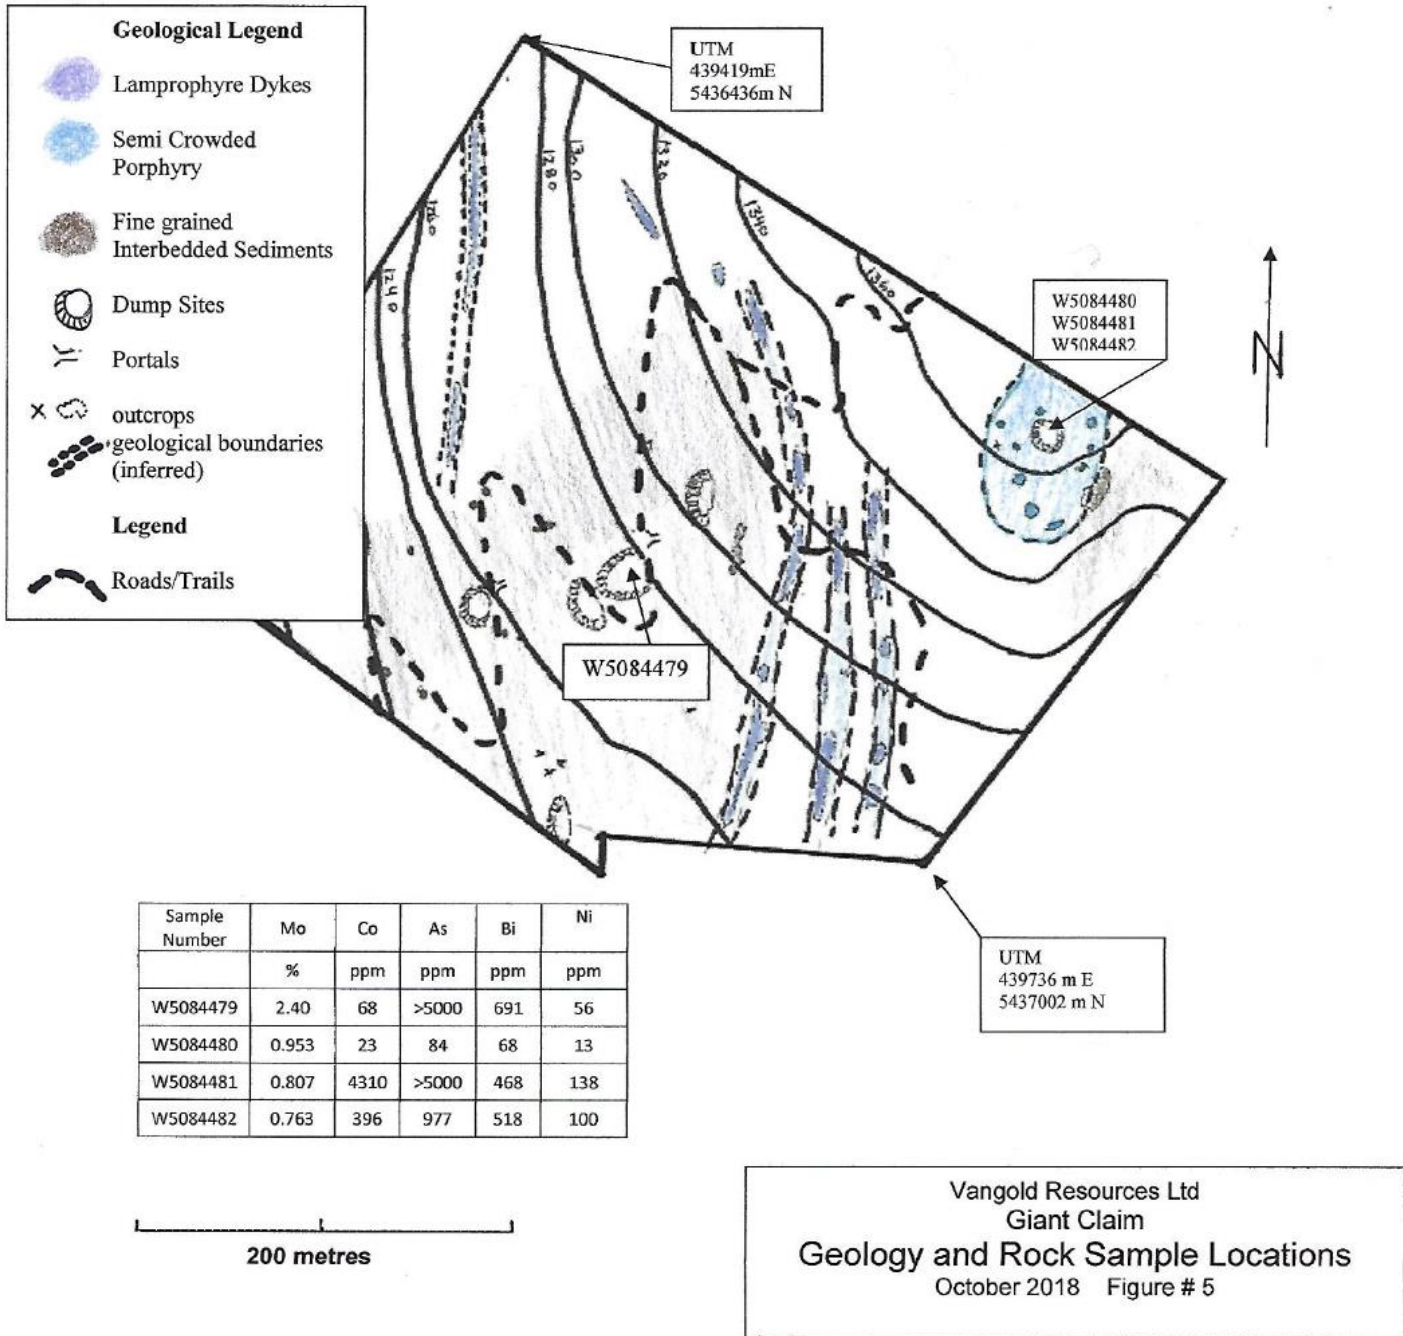 Geological Legend
Lamprophyre Dykes
Semi Crowded
Porphyry
Fine grained
Interbedded Sediments
Dump Sites
Portals
outcrops
geological boundaries
(inferred)
Legend
Roads/Trails
UTM
439419mE
5436436m N
1240
1260
1280
1300
1320
1340
1360
W5084480
W5084481
W5084482
N
W5084479
UTM
439736 m E
5437002 m N
Sample Number Mo Co As Bi Ni
% ppm ppm ppm ppm
W5084479 2.40 68 >5000 691 56
W5084480 0.953 23 84 68 13
W5084481 0.807 4310 >5000 468 138
W5084482 0.763 396 977 518 100
200 metres
Vangold Resources Ltd
Giant Claim
Geology and Rock Sample Locations
October 2018 Figure # 5